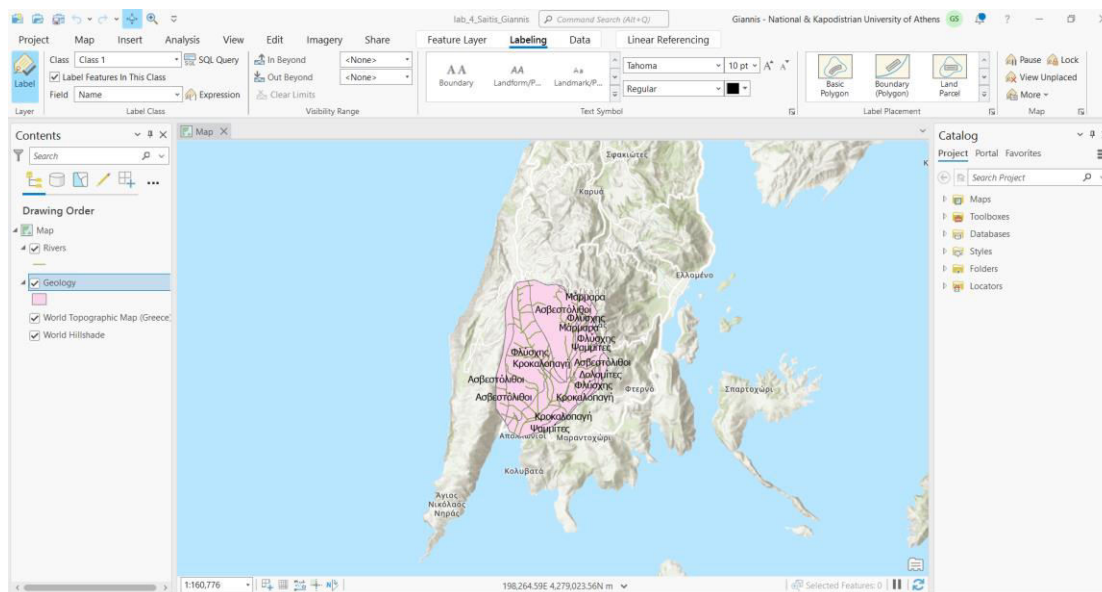 lab_4_Saitis_Giannis
Command Search (Alt+Q)
Giannis - National & Kapodistrian University of Athens
GS
?
Project Map Insert Analysis View Edit Imagery Share Feature Layer Labeling Data Linear Referencing
Label
Layer
Class Class 1
SQL Query
Label Features In This Class
Field Name
Expression
Label Class
In Beyond <None>
Out Beyond <None>
Clear Limits
Visibility Range
AA AA Aa
Boundary Landform/P... Landmark/P...
Tahoma 10 pt
Regular
Text Symbol
Basic Polygon
Boundary (Polygon)
Land Parcel
Label Placement
Pause Lock
View Unplaced
More
Map
Contents
Search
Drawing Order
Map
Rivers
Geology
World Topographic Map (Greece)
World Hillshade
Map
Σφακιώτες
Καρυά
Ελλομένο
Μάρμαρα
Ασβεστόλιθοι
Φλύσχης
Μάρμαρα
Φλύσχης
Ψαμμίτες
Φλύσχης
Κροκαλοπαγή
Ασβεστόλιθοι
Ασβεστόλιθοι
Δολομίτες
Φλύσχης
Ασβεστόλιθοι
Κροκαλοπαγή
Φτερνό
Σπαρτοχώρι
Κροκαλοπαγή
Ψαμμίτες
Μαραντοχώρι
Κολυβατά
Άγιος
Νικόλαος
Νηράς
1:160,776
198,264.59E 4,279,023.56N m
Selected Features: 0
Catalog
Project Portal Favorites
Search Project
Maps
Toolboxes
Databases
Styles
Folders
Locators